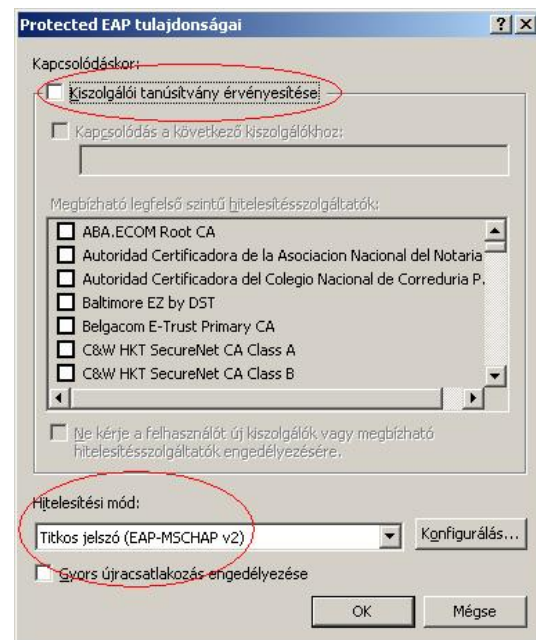 Protected EAP tulajdonságai
Kapcsolódáskor:
Kiszolgálói tanúsítvány érvényesítése
Kapcsolódás a következő kiszolgálókhoz:
Megbízható legfelső szintű hitelesítésszolgáltatók:
ABA.ECOM Root CA
Autoridad Certificadora de la Asociacion Nacional del Notaria
Autoridad Certificadora del Colegio Nacional de Correduria P.
Baltimore EZ by DST
Belgacom E-Trust Primary CA
C&W HKT SecureNet CA Class A
C&W HKT SecureNet CA Class B
Ne kérje a felhasználót új kiszolgálók vagy megbízható
hitelesítésszolgáltatók engedélyezésére.
Hitelesítési mód:
Titkos jelszó (EAP-MSCHAP v2)
Konfigurálás...
Gyors újracsatlakozás engedélyezése
OK
Mégse